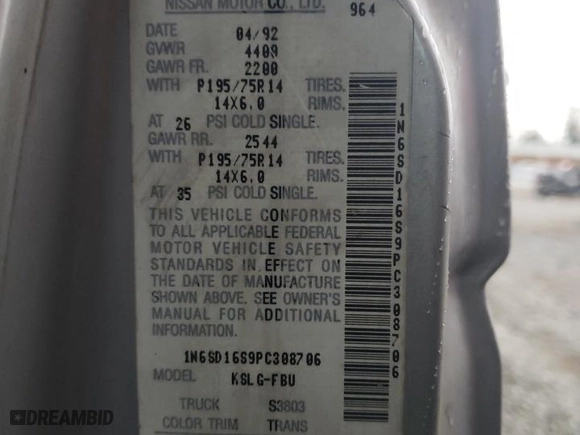 NISSAN MOTOR CO., LTD. 964
DATE 04/92
GVWR 4409
GAWR FR. 2200
WITH P195/75R14 TIRES.
14X6.0 RIMS.
AT 26 PSI COLD SINGLE.
GAWR RR. 2544
WITH P195/75R14 TIRES.
14X6.0 RIMS.
AT 35 PSI COLD SINGLE.
THIS VEHICLE CONFORMS
TO ALL APPLICABLE FEDERAL
MOTOR VEHICLE SAFETY
STANDARDS IN EFFECT ON
THE DATE OF MANUFACTURE
SHOWN ABOVE. SEE OWNER'S
MANUAL FOR ADDITIONAL
INFORMATION
1N6SD16S9PC308706
MODEL KSLG-FBU
TRUCK S3803
COLOR TRIM TRANS
1N6SD16S9PC308706
DREAMBID